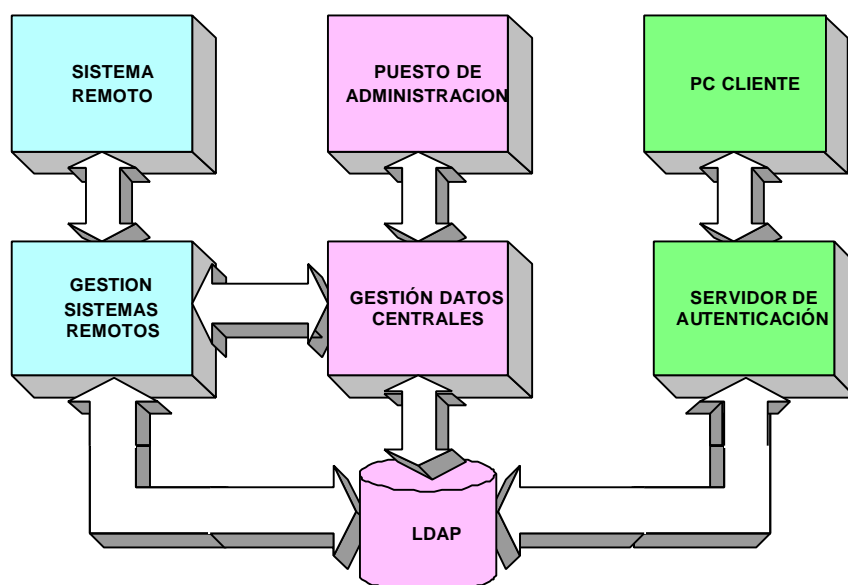 SISTEMA
REMOTO
PUESTO DE
ADMINISTRACION
PC CLIENTE
GESTION
SISTEMAS
REMOTOS
GESTIÓN DATOS
CENTRALES
SERVIDOR DE
AUTENTICACIÓN
LDAP